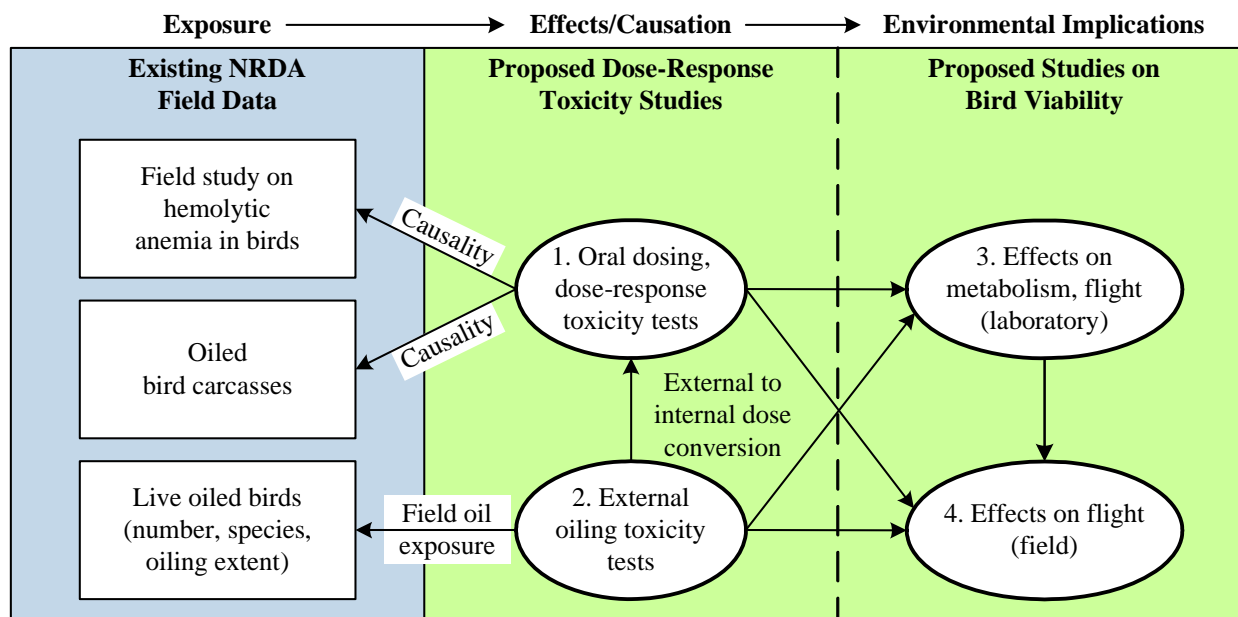 Exposure
Effects/Causation
Environmental Implications
Existing NRDA
Field Data
Proposed Dose-Response
Toxicity Studies
Proposed Studies on
Bird Viability
Field study on
hemolytic
anemia in birds
Causality
1. Oral dosing,
dose-response
toxicity tests
3. Effects on
metabolism, flight
(laboratory)
Oiled
bird carcasses
Causality
External to
internal dose
conversion
Live oiled birds
(number, species,
oiling extent)
Field oil
exposure
2. External
oiling toxicity
tests
4. Effects on flight
(field)